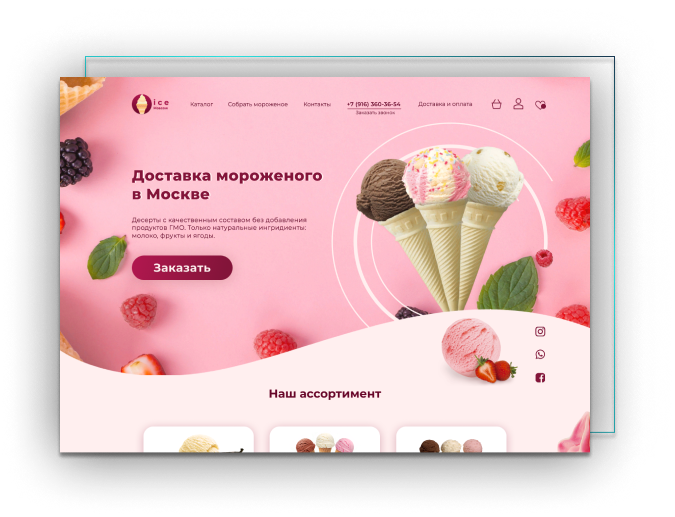 ice
Каталог
Собрать мороженое
Контакты
+7 (916) 360-36-54
Заказать звонок
Доставка и оплата
Доставка мороженого
в Москве
Десерты с качественным составом без добавления
продуктов ГМО. Только натуральные ингридиенты:
молоко, фрукты и ягоды.
Заказать
Наш ассортимент